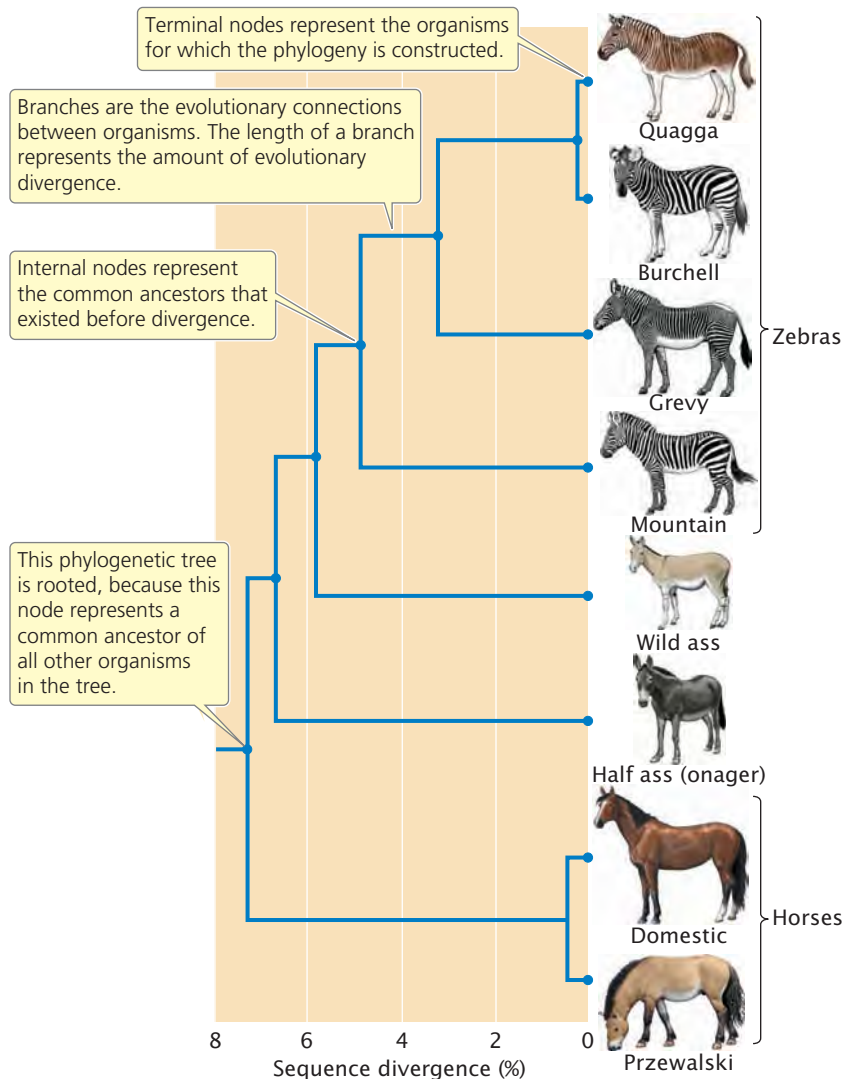 Terminal nodes represent the organisms
for which the phylogeny is constructed.
Branches are the evolutionary connections
between organisms. The length of a branch
represents the amount of evolutionary
divergence.
Internal nodes represent
the common ancestors that
existed before divergence.
This phylogenetic tree
is rooted, because this
node represents a
common ancestor of
all other organisms
in the tree.
Quagga
Burchell
Grevy
Mountain
Zebras
Wild ass
Half ass (onager)
Domestic
Przewalski
Horses
8 6 4 2 0
Sequence divergence (%)